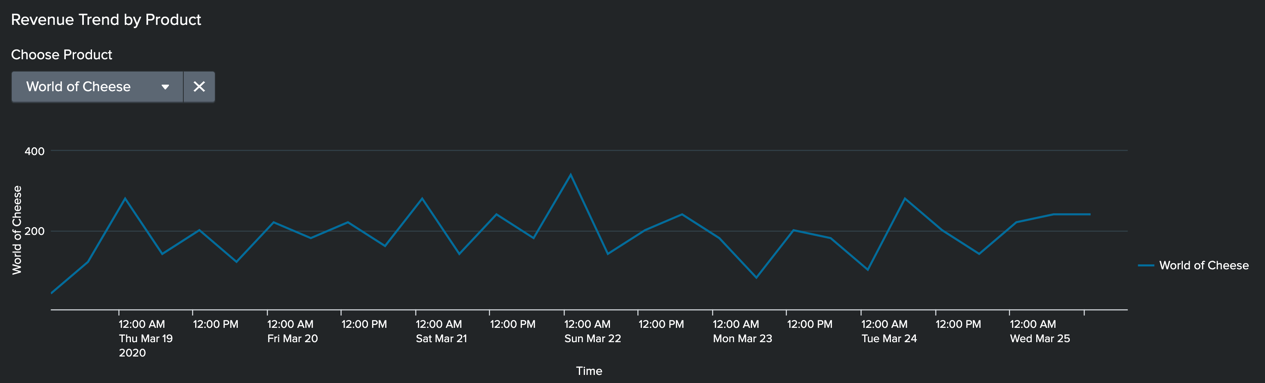 Revenue Trend by Product
Choose Product
World of Cheese
400
200
World of Cheese
12:00 AM 12:00 PM 12:00 AM 12:00 PM 12:00 AM 12:00 PM 12:00 AM 12:00 PM 12:00 AM 12:00 PM 12:00 AM 12:00 PM 12:00 AM
Thu Mar 19 Fri Mar 20 Sat Mar 21 Sun Mar 22 Mon Mar 23 Tue Mar 24 Wed Mar 25
2020
Time
World of Cheese